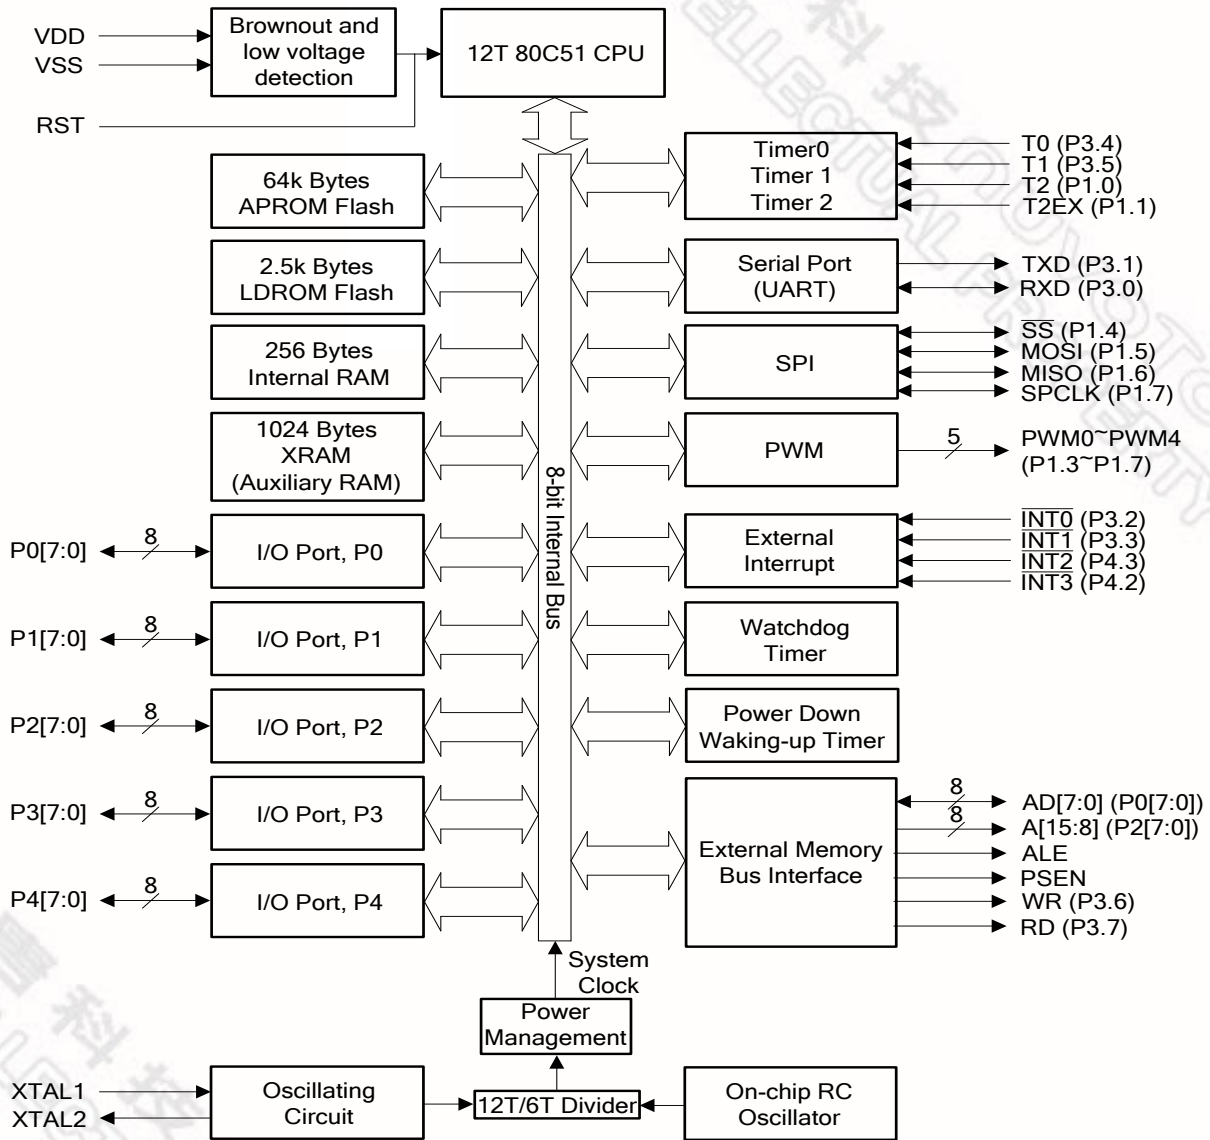 VDD
VSS
RST
Brownout and
low voltage
detection
12T 80C51 CPU
64k Bytes
APROM Flash
2.5k Bytes
LDROM Flash
256 Bytes
Internal RAM
1024 Bytes
XRAM
(Auxiliary RAM)
P0[7:0]
8
I/O Port, P0
P1[7:0]
8
I/O Port, P1
P2[7:0]
8
I/O Port, P2
P3[7:0]
8
I/O Port, P3
P4[7:0]
8
I/O Port, P4
8-bit Internal Bus
Timer0
Timer 1
Timer 2
T0 (P3.4)
T1 (P3.5)
T2 (P1.0)
T2EX (P1.1)
Serial Port
(UART)
TXD (P3.1)
RXD (P3.0)
SPI
SS (P1.4)
MOSI (P1.5)
MISO (P1.6)
SPCLK (P1.7)
PWM
5
PWM0~PWM4
(P1.3~P1.7)
External
Interrupt
INT0 (P3.2)
INT1 (P3.3)
INT2 (P4.3)
INT3 (P4.2)
Watchdog
Timer
Power Down
Waking-up Timer
External Memory
Bus Interface
8
AD[7:0] (P0[7:0])
8
A[15:8] (P2[7:0])
ALE
PSEN
WR (P3.6)
RD (P3.7)
System
Clock
Power
Management
XTAL1
XTAL2
Oscillating
Circuit
12T/6T Divider
On-chip RC
Oscillator
科技
科技